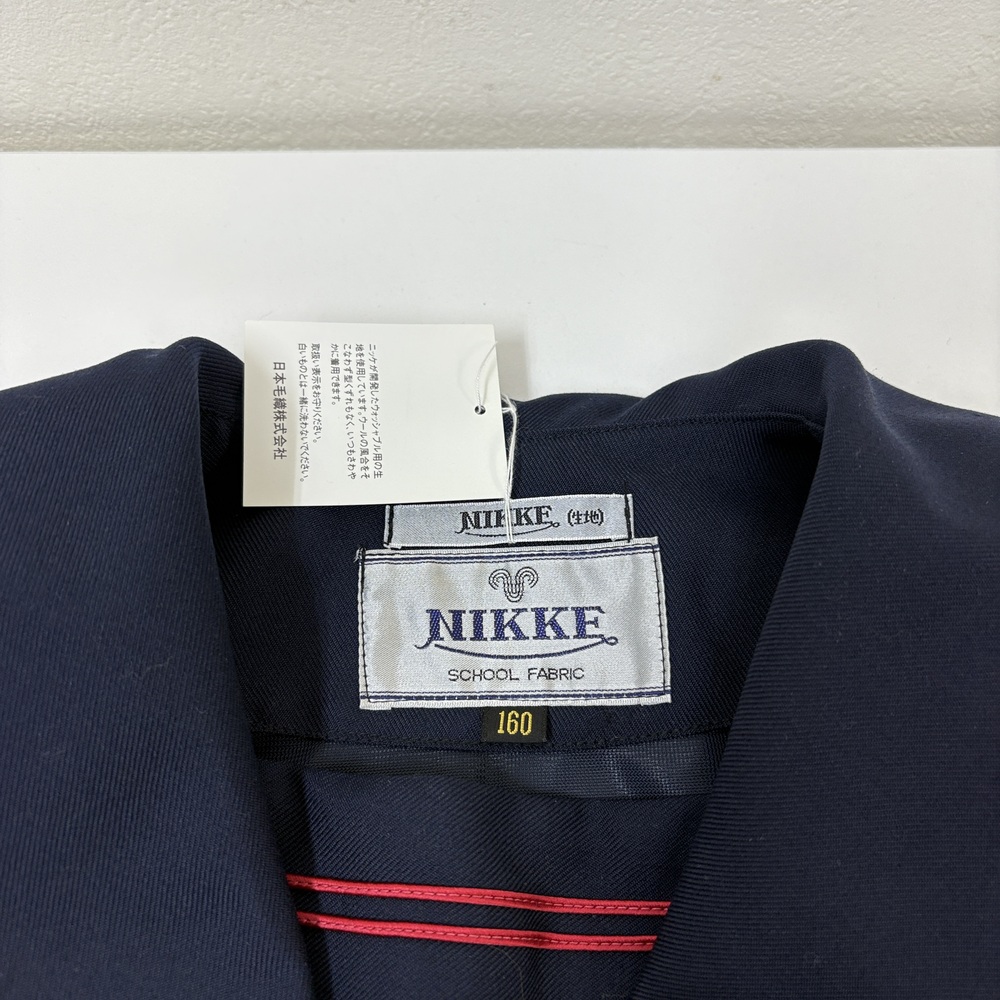 ニッケが開発したウォッシャブル用の生
地を使用しています。ウールの風合をそ
こなわず型くずれもなく、いつもさわや
かに着用できます。
取扱い表示をお守りください。
白いものとは一緒に洗わないでください。
日本毛織株式会社
NIKKE (生地)
NIKKE
SCHOOL FABRIC
160